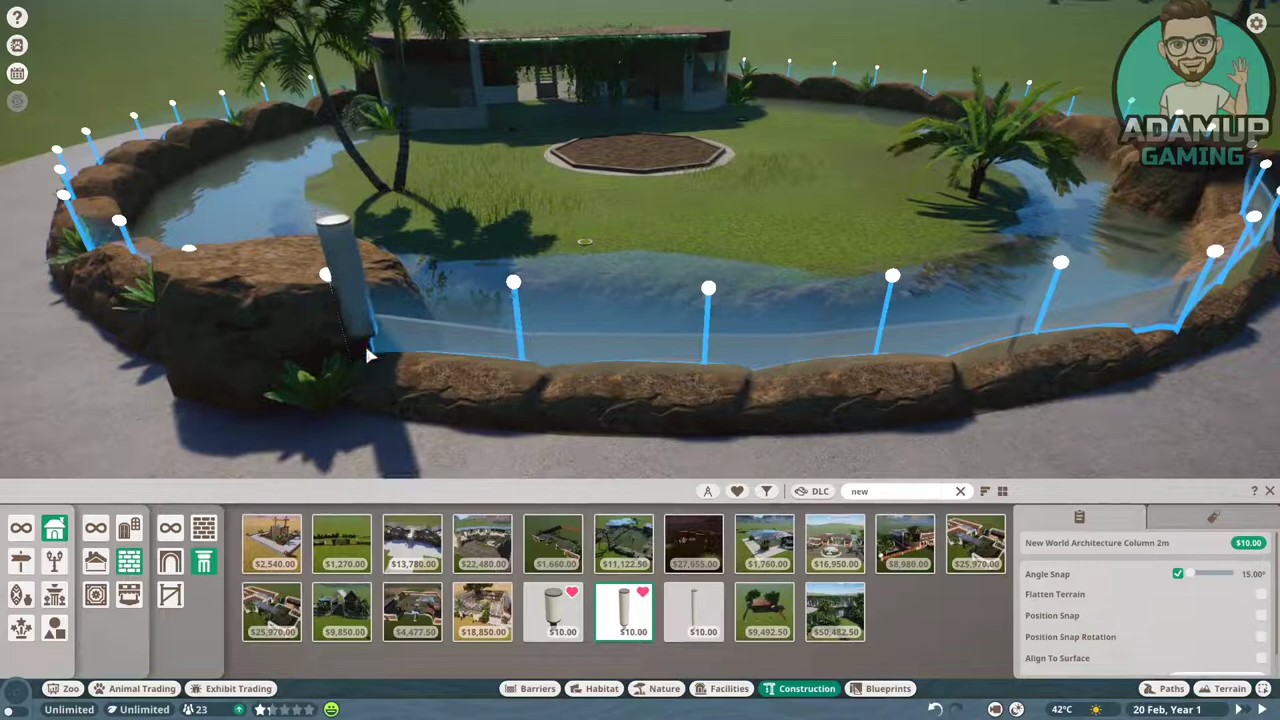 ?
ADAMUP
GAMING
DLC
new
?
$2,540.00
$1,270.00
$13,780.00
$22,480.00
$1,660.00
$11,122.50
$27,655.00
$1,760.00
$16,950.00
$8,980.00
$25,970.00
$25,970.00
$9,850.00
$4,477.50
$18,850.00
$10.00
$10.00
$10.00
$9,492.50
$50,482.50
New World Architecture Column 2m
$10.00
Angle Snap
15.00°
Flatten Terrain
Position Snap
Position Snap Rotation
Align To Surface
Zoo
Animal Trading
Exhibit Trading
Barriers
Habitat
Nature
Facilities
Construction
Blueprints
Paths
Terrain
Unlimited
Unlimited
23
42°C
20 Feb, Year 1